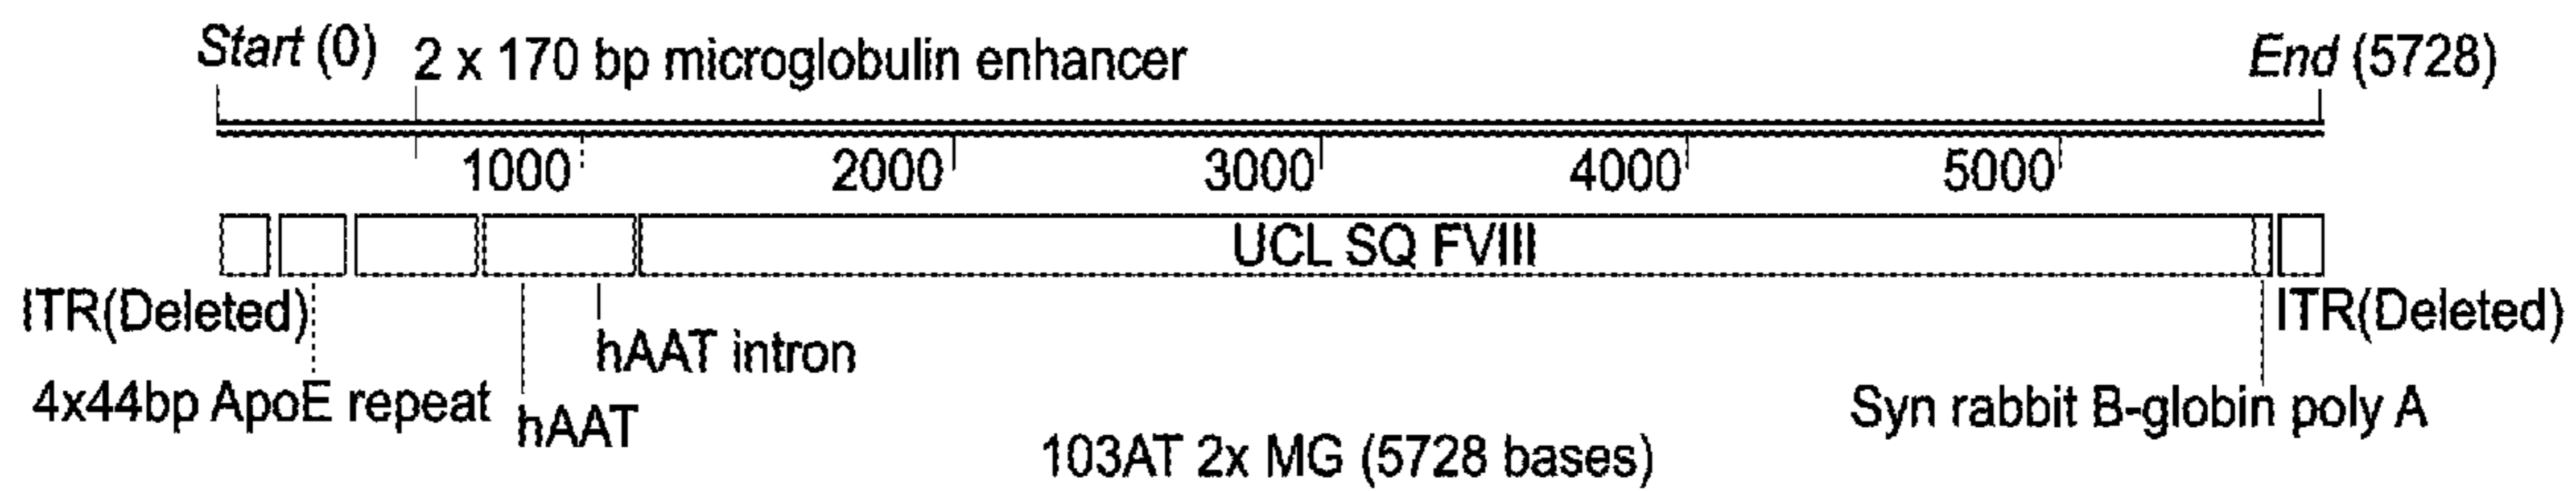 Start (0) 2 x 170 bp microglobulin enhancer End (5728)
1000 2000 3000 4000 5000
UCL SQ FVIII
ITR(Deleted) ITR(Deleted)
hAAT intron
4x44bp ApoE repeat hAAT Syn rabbit B-globin poly A
103AT 2x MG (5728 bases)